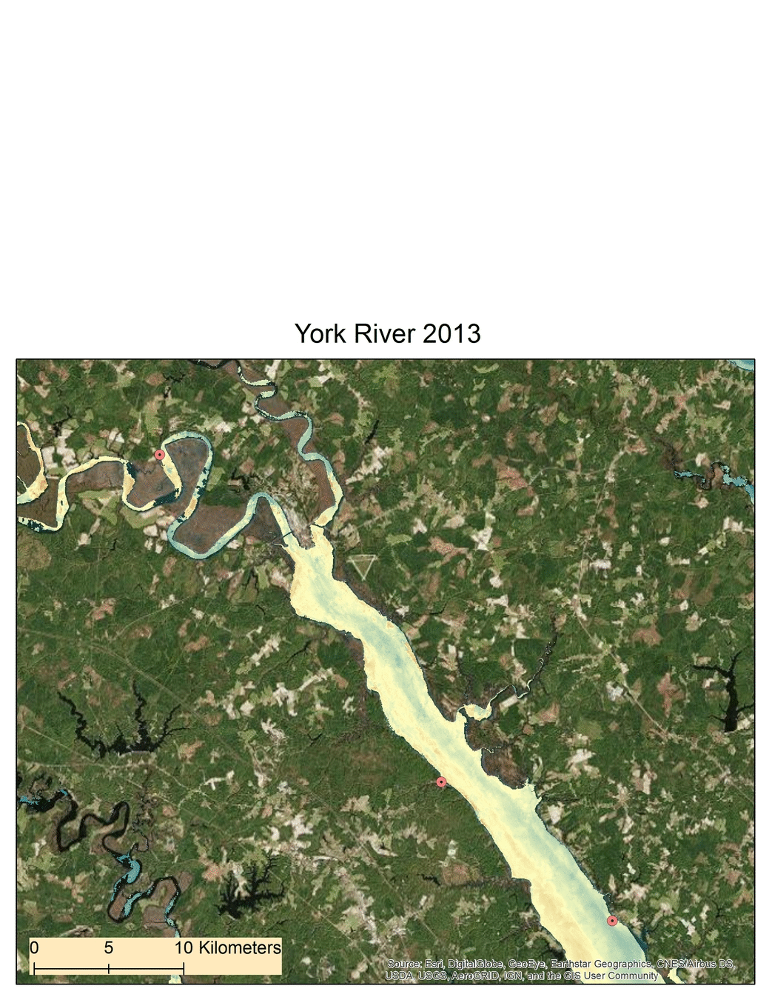 York River 2013
0 5 10 Kilometers
Source: Esri, DigitalGlobe, GeoEye, Earthstar Geographics, CNES/Airbus DS,
USDA, USGS, AeroGRID, IGN, and the GIS User Community